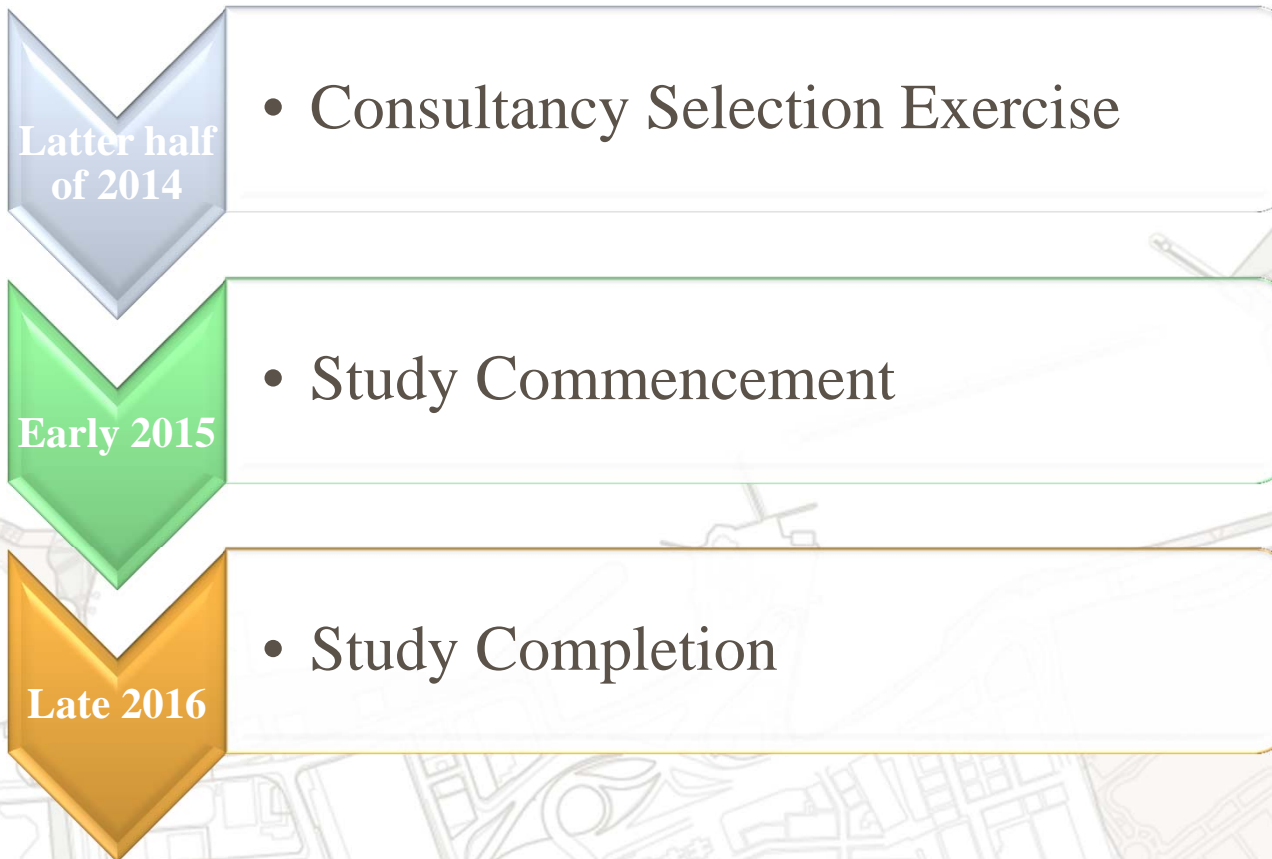 Latter half
of 2014
• Consultancy Selection Exercise
Early 2015
• Study Commencement
Late 2016
• Study Completion